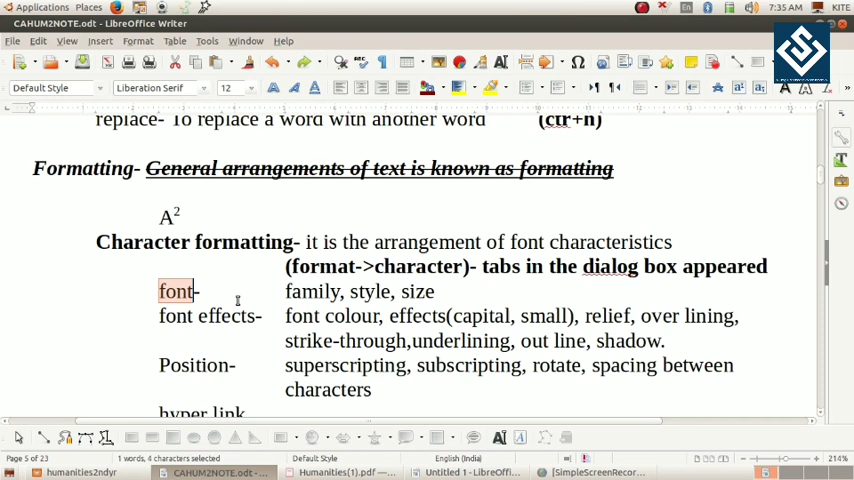 Applications Places En 7:35 AM KITE
CAHUM2NOTE.odt - LibreOffice Writer
File Edit View Insert Format Table Tools Window Help
Default Style Liberation Serif 12
replace- To replace a word with another word (ctr+h)
Formatting- General arrangements of text is known as formatting
A²
Character formatting- it is the arrangement of font characteristics
(format->character)- tabs in the dialog box appeared
font- family, style, size
font effects- font colour, effects(capital, small), relief, over lining,
strike-through,underlining, out line, shadow.
Position- superscripting, subscripting, rotate, spacing between
characters
hyper link
Page 5 of 23 1 words, 4 characters selected Default Style English (India) 214%
humanities2ndyr CAHUM2NOTE.odt - ... Humanities(1).pdf —... Untitled 1 - LibreOffi... [SimpleScreenRecor...